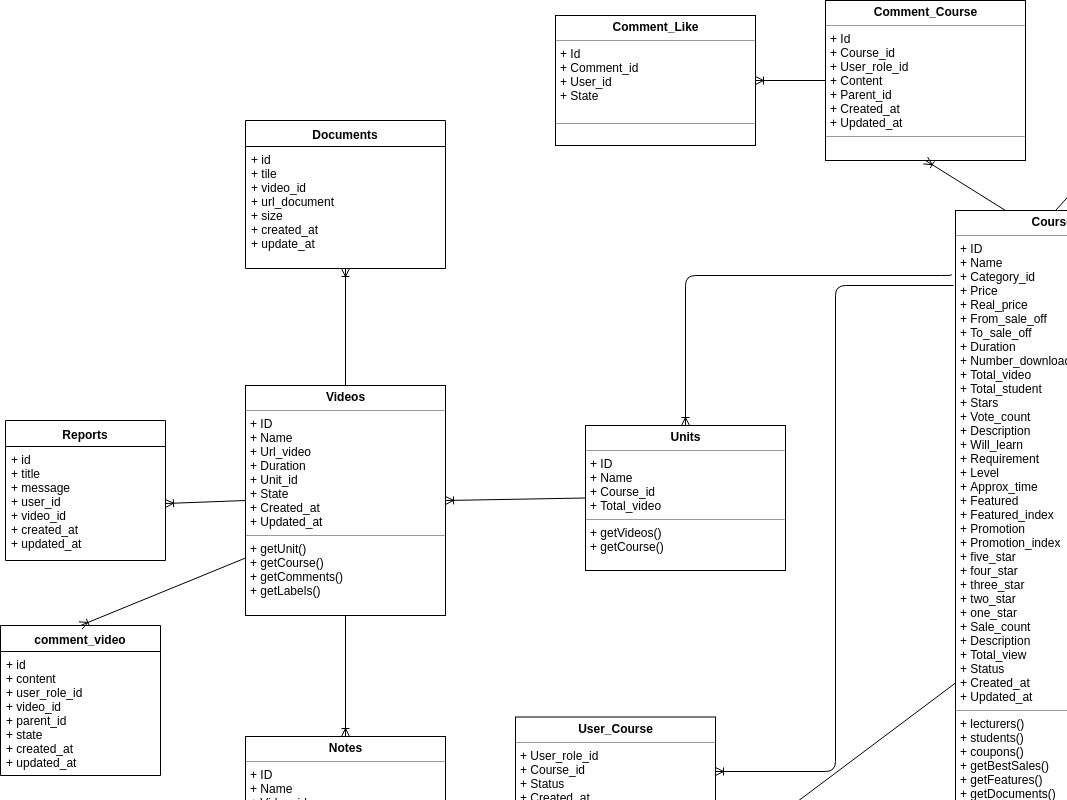 Comment_Like
+ Id
+ Comment_id
+ User_id
+ State
Comment_Course
+ Id
+ Course_id
+ User_role_id
+ Content
+ Parent_id
+ Created_at
+ Updated_at
Documents
+ id
+ tile
+ video_id
+ url_document
+ size
+ created_at
+ update_at
Videos
+ ID
+ Name
+ Url_video
+ Duration
+ Unit_id
+ State
+ Created_at
+ Updated_at
+ getUnit()
+ getCourse()
+ getComments()
+ getLabels()
Reports
+ id
+ title
+ message
+ user_id
+ video_id
+ created_at
+ updated_at
comment_video
+ id
+ content
+ user_role_id
+ video_id
+ parent_id
+ state
+ created_at
+ updated_at
Notes
+ ID
+ Name
Units
+ ID
+ Name
+ Course_id
+ Total_video
+ getVideos()
+ getCourse()
User_Course
+ User_role_id
+ Course_id
+ Status
+ Created_at
Cours
+ ID
+ Name
+ Category_id
+ Price
+ Real_price
+ From_sale_off
+ To_sale_off
+ Duration
+ Number_downloa
+ Total_video
+ Total_student
+ Stars
+ Vote_count
+ Description
+ Will_learn
+ Requirement
+ Level
+ Approx_time
+ Featured
+ Featured_index
+ Promotion
+ Promotion_index
+ five_star
+ four_star
+ three_star
+ two_star
+ one_star
+ Sale_count
+ Description
+ Total_view
+ Status
+ Created_at
+ Updated_at
+ lecturers()
+ students()
+ coupons()
+ getBestSales()
+ getFeatures()
+ getDocuments()